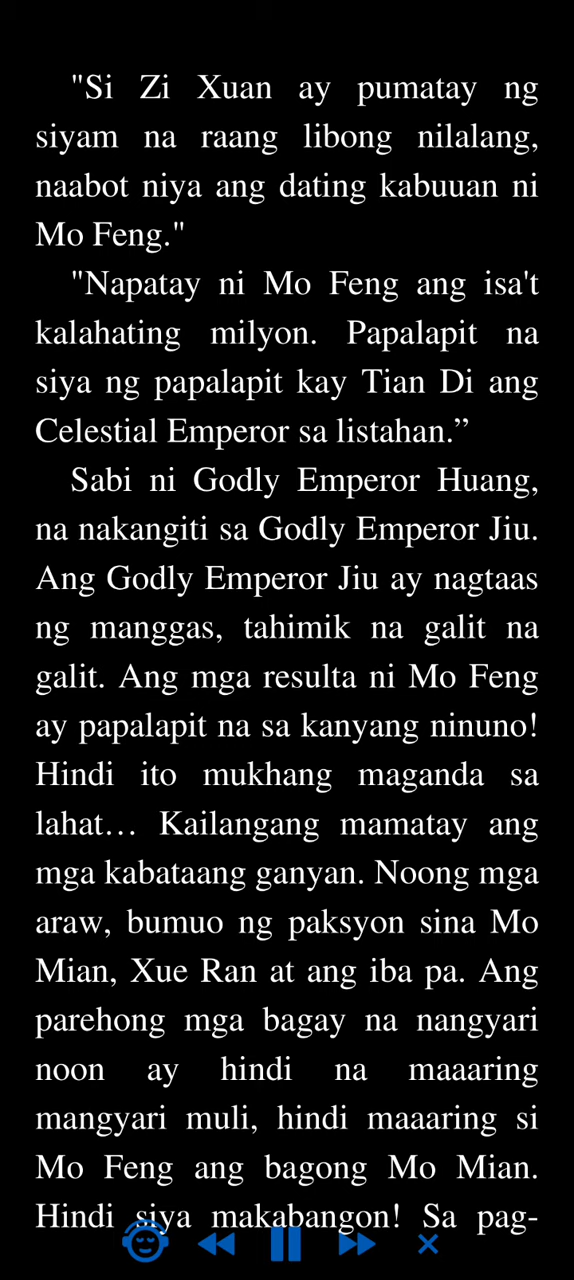 "Si Zi Xuan ay pumatay ng
siyam na raang libong nilalang,
naabot niya ang dating kabuuan ni
Mo Feng."
"Napatay ni Mo Feng ang isa't
kalahating milyon. Papalapit na
siya ng papalapit kay Tian Di ang
Celestial Emperor sa listahan.”
Sabi ni Godly Emperor Huang,
na nakangiti sa Godly Emperor Jiu.
Ang Godly Emperor Jiu ay nagtaas
ng manggas, tahimik na galit na
galit. Ang mga resulta ni Mo Feng
ay papalapit na sa kanyang ninuno!
Hindi ito mukhang maganda sa
lahat… Kailangang mamatay ang
mga kabataang ganyan. Noong mga
araw, bumuo ng paksyon sina Mo
Mian, Xue Ran at ang iba pa. Ang
parehong mga bagay na nangyari
noon ay hindi na maaaring
mangyari muli, hindi maaaring si
Mo Feng ang bagong Mo Mian.
Hindi siya makabangon! Sa pag-